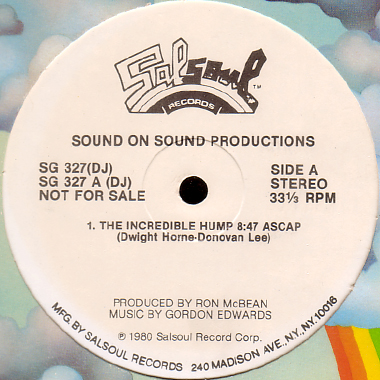 Salsoul
RECORDS
TM
SOUND ON SOUND PRODUCTIONS
SG 327(DJ)
SG 327 A (DJ)
NOT FOR SALE
SIDE A
STEREO
33⅓ RPM
1. THE INCREDIBLE HUMP 8:47 ASCAP
(Dwight Horne-Donovan Lee)
PRODUCED BY RON McBEAN
MUSIC BY GORDON EDWARDS
℗ 1980 Salsoul Record Corp.
MFG. BY SALSOUL RECORDS 240 MADISON AVE., NY., NY. 10016